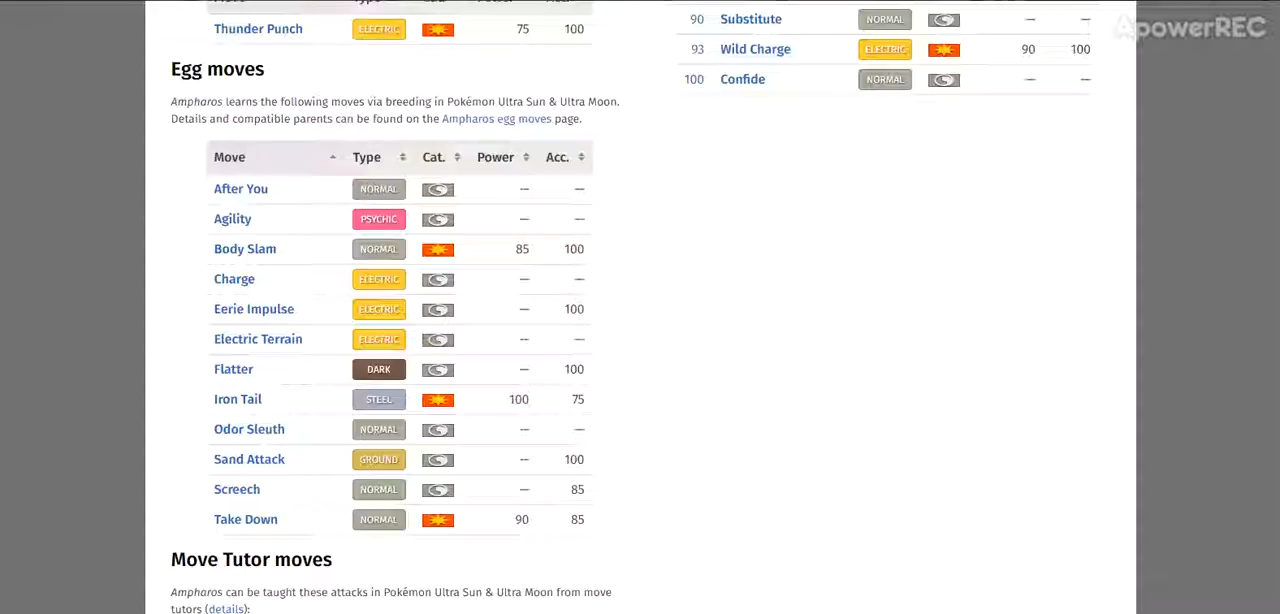 Thunder Punch ELECTRIC 75 100
Egg moves
Ampharos learns the following moves via breeding in Pokémon Ultra Sun & Ultra Moon.
Details and compatible parents can be found on the Ampharos egg moves page.
Move Type Cat. Power Acc.
After You NORMAL — —
Agility PSYCHIC — —
Body Slam NORMAL 85 100
Charge ELECTRIC — —
Eerie Impulse ELECTRIC — 100
Electric Terrain ELECTRIC — —
Flatter DARK — 100
Iron Tail STEEL 100 75
Odor Sleuth NORMAL — —
Sand Attack GROUND — 100
Screech NORMAL — 85
Take Down NORMAL 90 85
Move Tutor moves
Ampharos can be taught these attacks in Pokémon Ultra Sun & Ultra Moon from move
tutors (details):
90 Substitute NORMAL — —
93 Wild Charge ELECTRIC 90 100
100 Confide NORMAL — —
ApowerREC